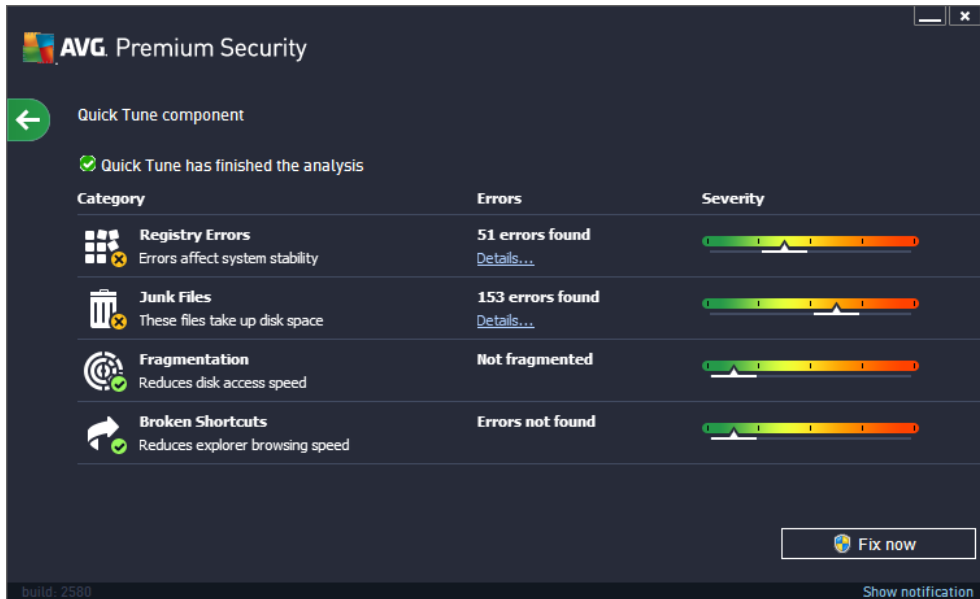 AVG. Premium Security
Quick Tune component
Quick Tune has finished the analysis
Category Errors Severity
Registry Errors 51 errors found
Errors affect system stability Details...
Junk Files 153 errors found
These files take up disk space Details...
Fragmentation Not fragmented
Reduces disk access speed
Broken Shortcuts Errors not found
Reduces explorer browsing speed
Fix now
build: 2580 Show notification